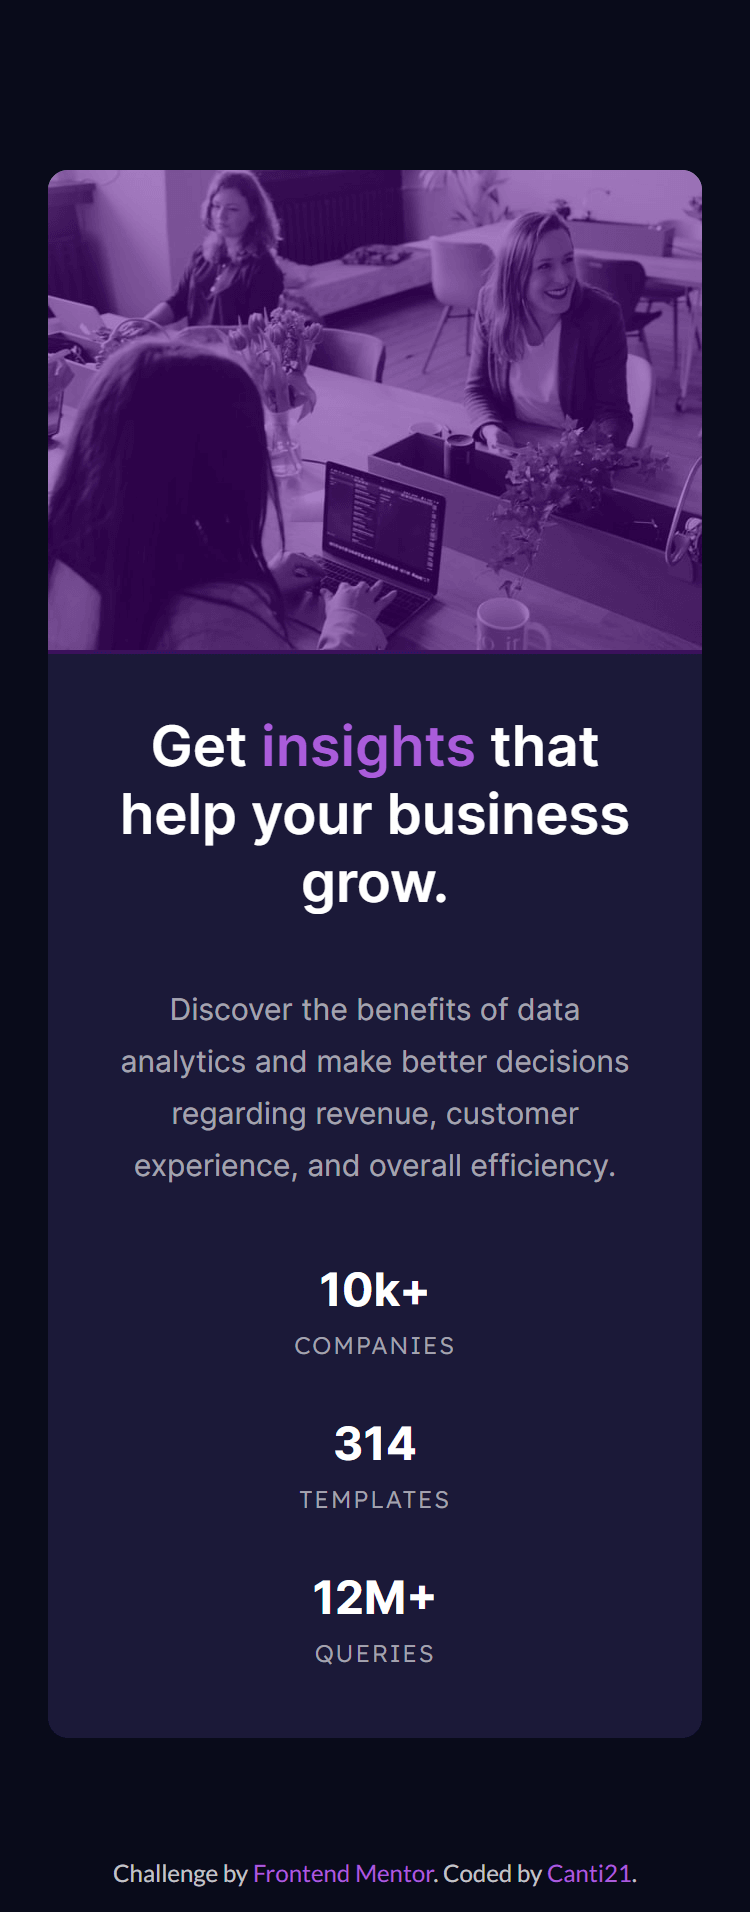 Get insights that
help your business
grow.
Discover the benefits of data
analytics and make better decisions
regarding revenue, customer
experience, and overall efficiency.
10k+
COMPANIES
314
TEMPLATES
12M+
QUERIES
Challenge by Frontend Mentor. Coded by Canti21.